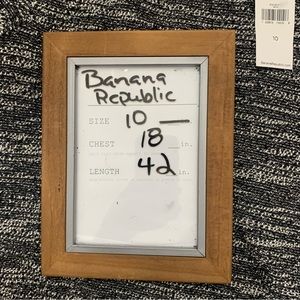 Banana
Republic
SIZE 10
CHEST 18 in.
LENGTH 42 in.
10